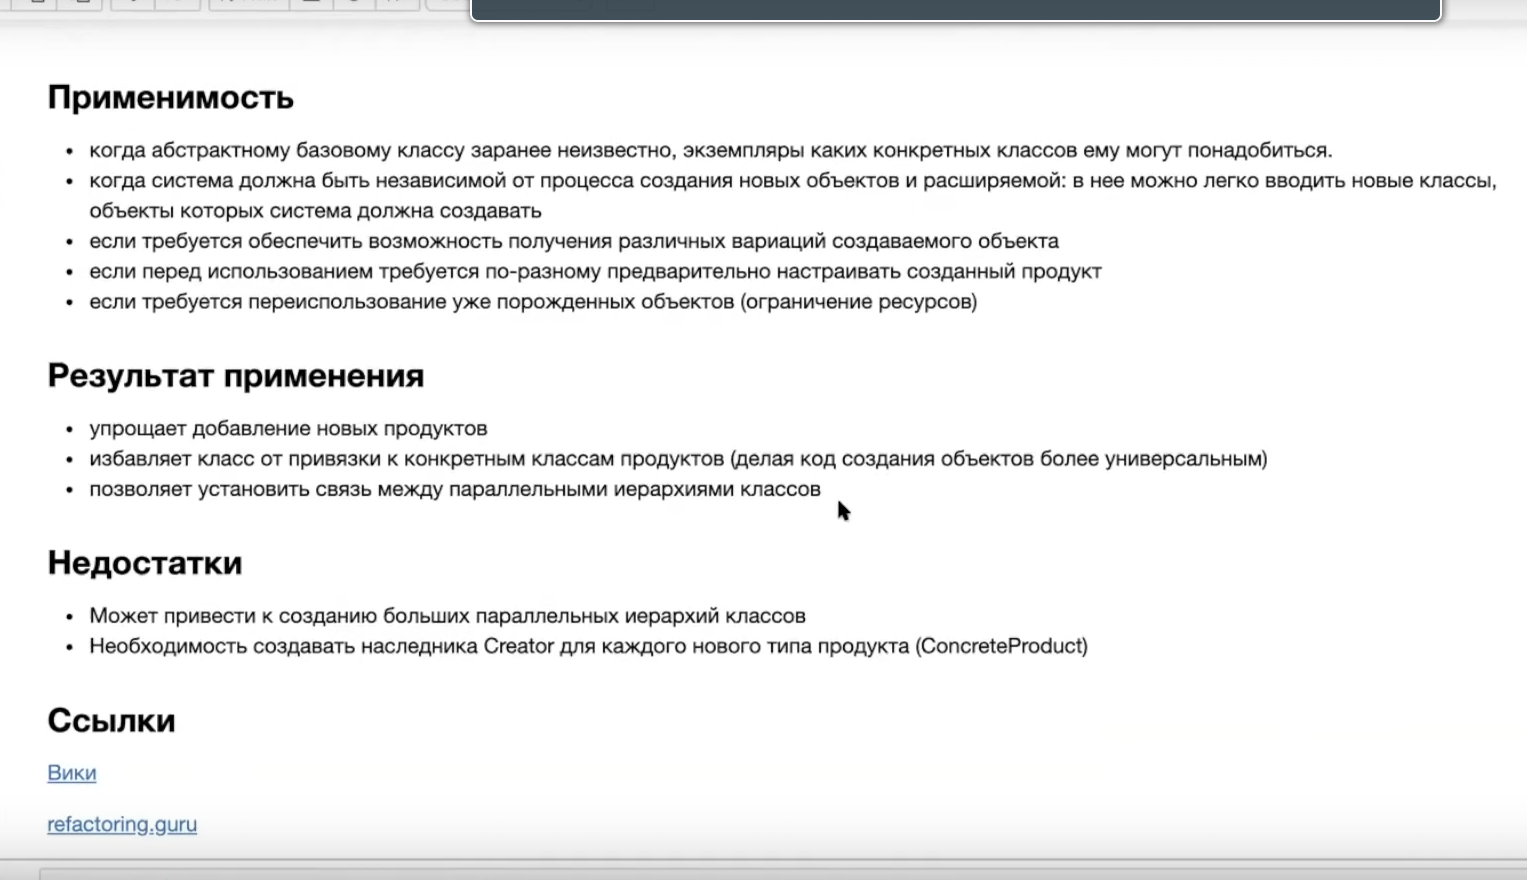 Применимость
когда абстрактному базовому классу заранее неизвестно, экземпляры каких конкретных классов ему могут понадобиться.
когда система должна быть независимой от процесса создания новых объектов и расширяемой: в нее можно легко вводить новые классы,
объекты которых система должна создавать
если требуется обеспечить возможность получения различных вариаций создаваемого объекта
если перед использованием требуется по-разному предварительно настраивать созданный продукт
если требуется переиспользование уже порожденных объектов (ограничение ресурсов)
Результат применения
упрощает добавление новых продуктов
избавляет класс от привязки к конкретным классам продуктов (делая код создания объектов более универсальным)
позволяет установить связь между параллельными иерархиями классов
Недостатки
Может привести к созданию больших параллельных иерархий классов
Необходимость создавать наследника Creator для каждого нового типа продукта (ConcreteProduct)
Ссылки
Вики
refactoring.guru